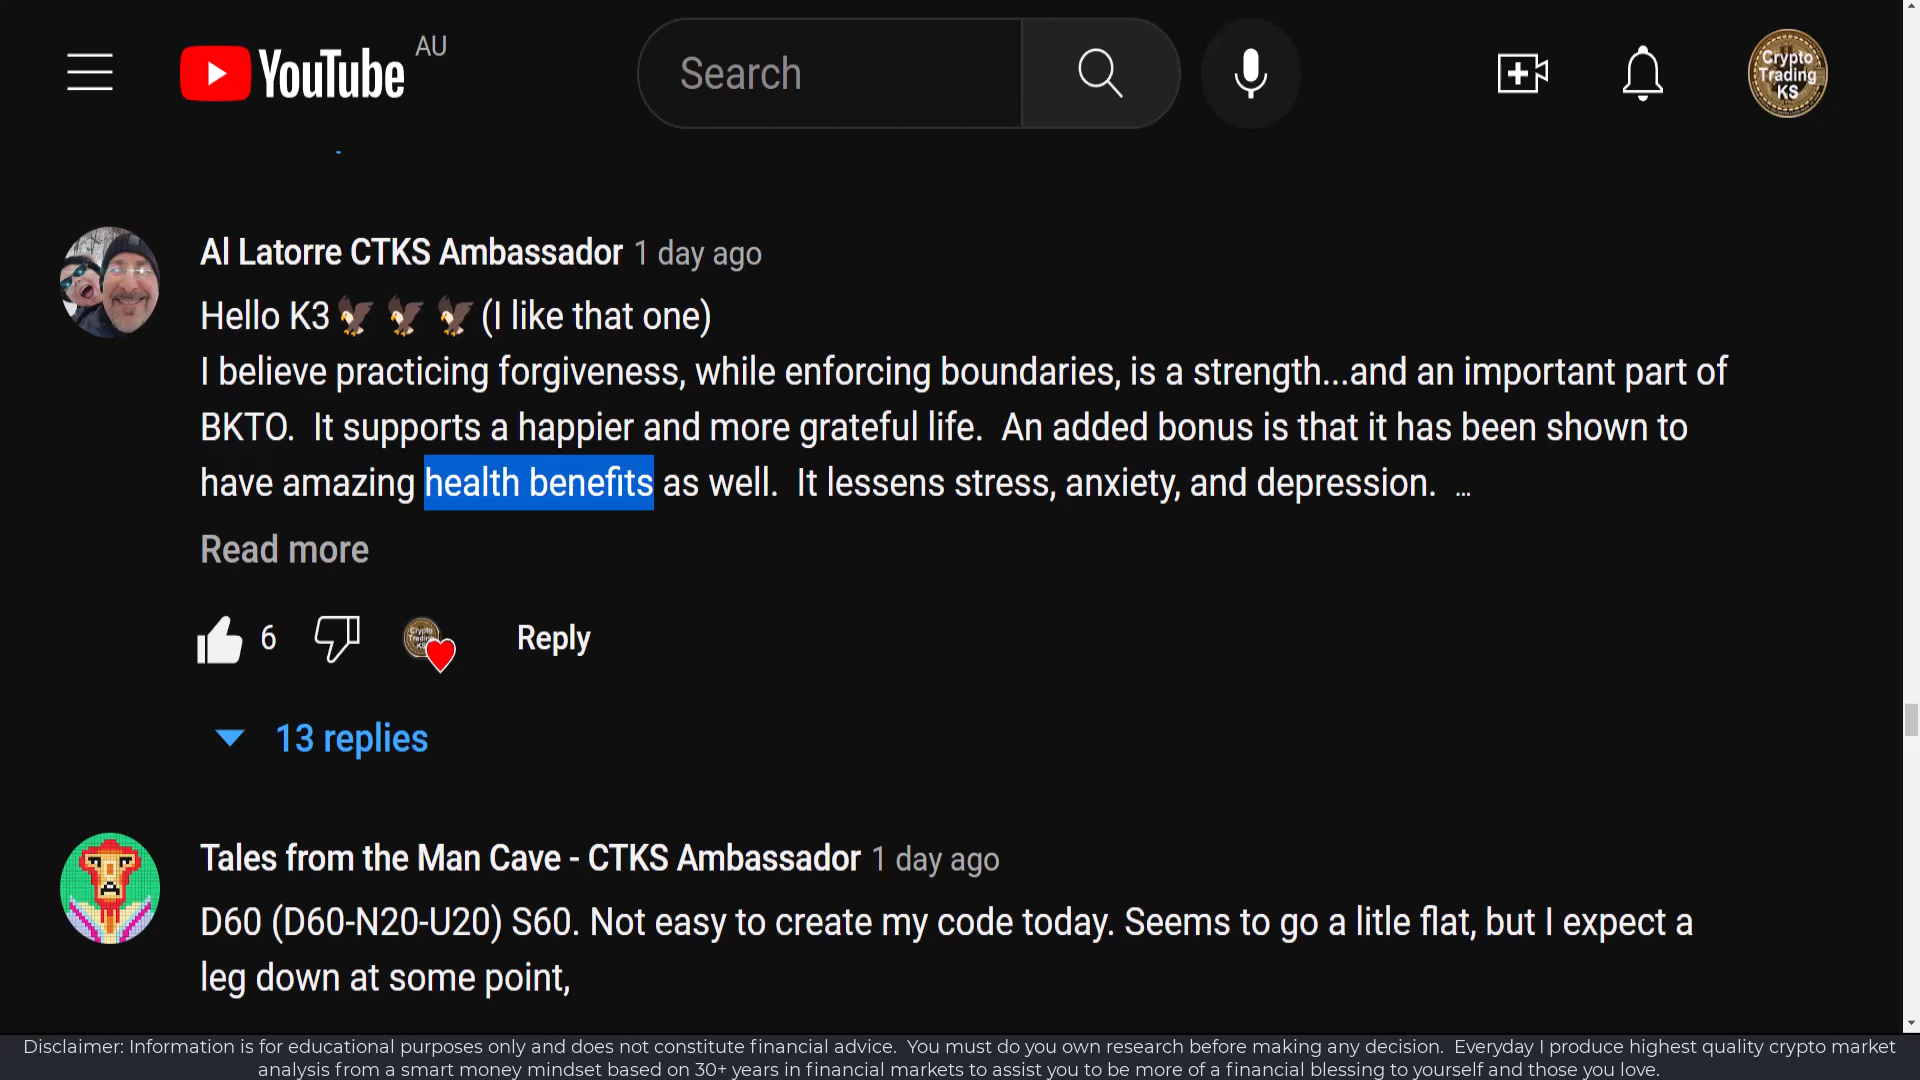 YouTube AU
Search
Crypto
Trading
KS
Al Latorre CTKS Ambassador 1 day ago
Hello K3🦅 🦅 🦅 (I like that one)
I believe practicing forgiveness, while enforcing boundaries, is a strength...and an important part of
BKTO.  It supports a happier and more grateful life.  An added bonus is that it has been shown to
have amazing health benefits as well.  It lessens stress, anxiety, and depression.  ...
Read more
6
Crypto
Trading
KS
Reply
13 replies
Tales from the Man Cave - CTKS Ambassador 1 day ago
D60 (D60-N20-U20) S60. Not easy to create my code today. Seems to go a litle flat, but I expect a
leg down at some point,
Disclaimer: Information is for educational purposes only and does not constitute financial advice.  You must do you own research before making any decision.  Everyday I produce highest quality crypto market
analysis from a smart money mindset based on 30+ years in financial markets to assist you to be more of a financial blessing to yourself and those you love.